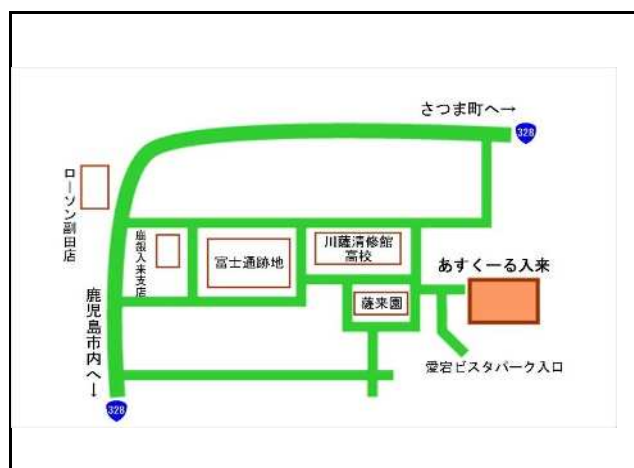 さつま町へ→
328
ローソン副田店
鹿銀入来支店
富士通跡地
川薩清修館
高校
あすくーる入来
薩来園
鹿児島市内へ→
愛宕ビスタパーク入口
328